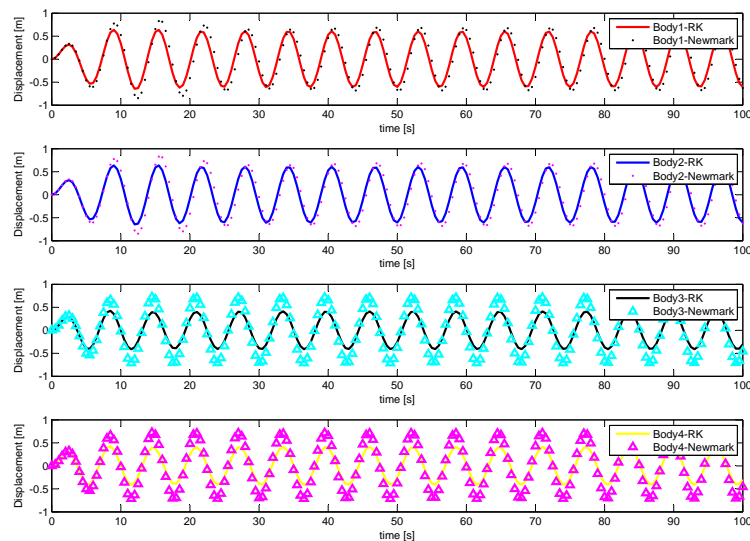 1
0.5
0
-0.5
-1
Displacement [m]
0 10 20 30 40 50 60 70 80 90 100
time [s]
Body1-RK
Body1-Newmark
1
0.5
0
-0.5
-1
Displacement [m]
0 10 20 30 40 50 60 70 80 90 100
time [s]
Body2-RK
Body2-Newmark
1
0.5
0
-0.5
-1
Displacement [m]
0 10 20 30 40 50 60 70 80 90 100
time [s]
Body3-RK
Body3-Newmark
1
0.5
0
-0.5
-1
Displacement [m]
0 10 20 30 40 50 60 70 80 90 100
time [s]
Body4-RK
Body4-Newmark